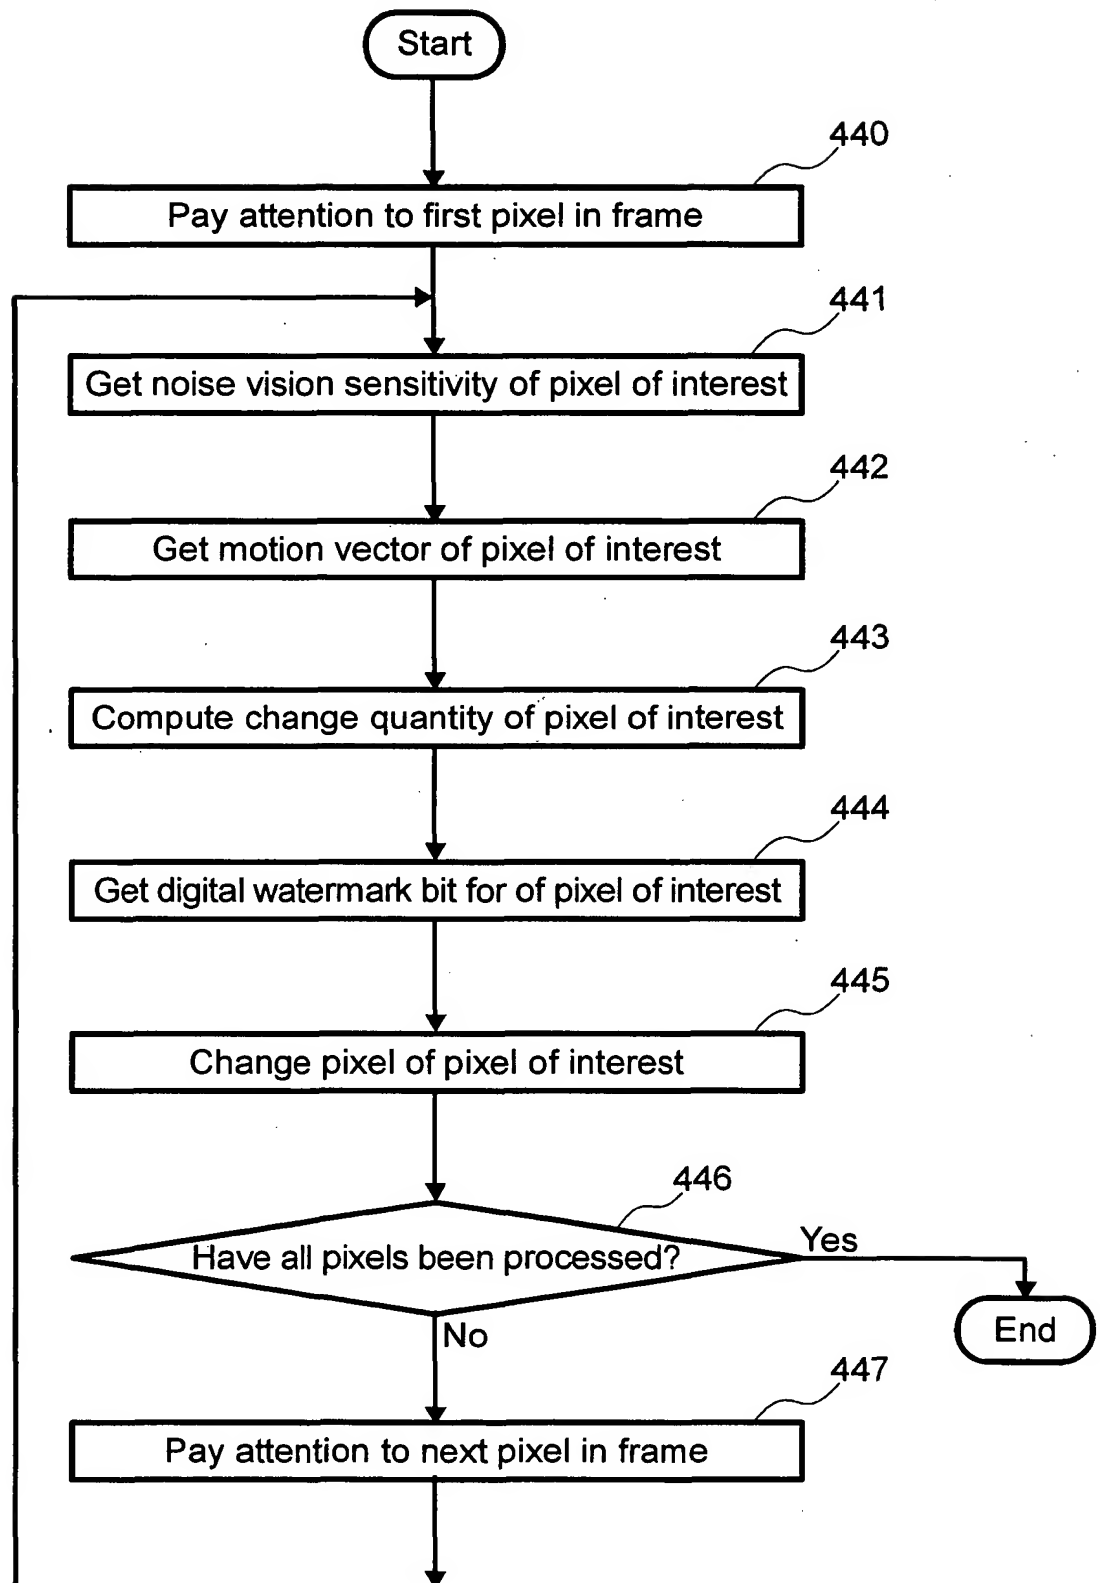 Start
440
Pay attention to first pixel in frame
441
Get noise vision sensitivity of pixel of interest
442
Get motion vector of pixel of interest
443
Compute change quantity of pixel of interest
444
Get digital watermark bit for of pixel of interest
445
Change pixel of pixel of interest
446
Have all pixels been processed?
Yes
End
No
447
Pay attention to next pixel in frame